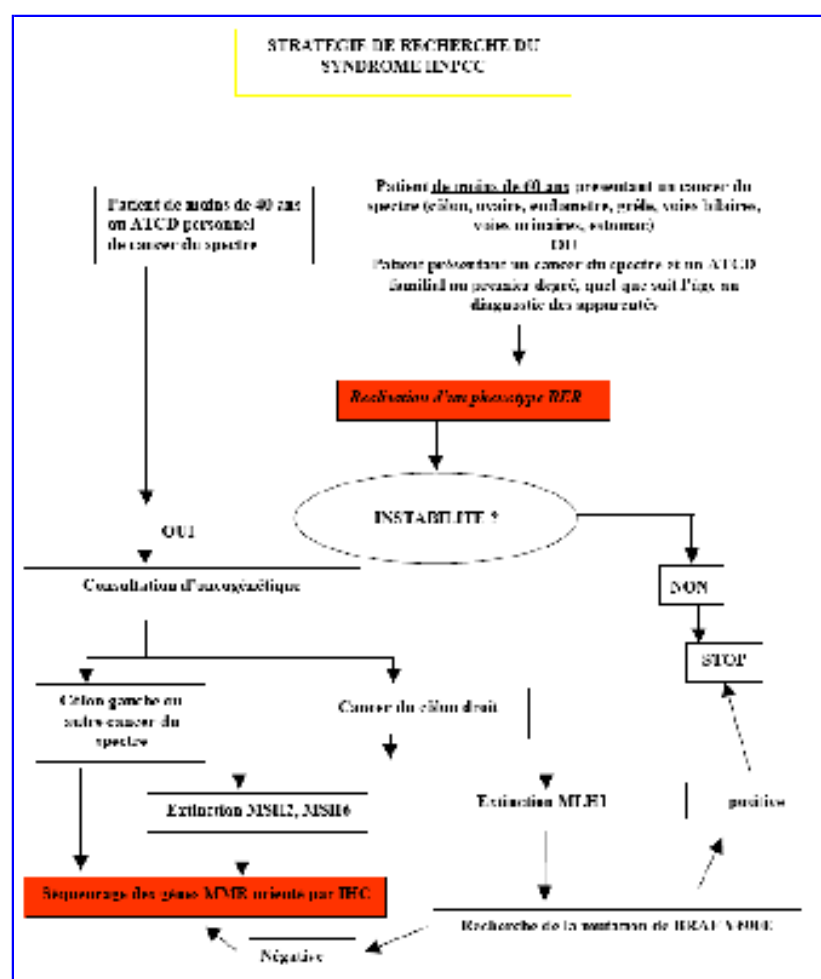 STRATEGIE DE RECHERCHE DU
SYNDROME HNPCC
Patient de moins de 40 ans
ou ATCD personnel
de cancer du spectre
Patient de moins de 60 ans présentant un cancer du
spectre (côlon, ovaire, endomètre, grêle, voies biliaires,
voies urinaires, estomac)
OU
Patient présentant un cancer du spectre et un ATCD
familial au premier degré, quel que soit l'âge au
diagnostic des apparentés
Réalisation d'un phenotype RER
INSTABILITE ?
OUI
NON
Consultation d'oncogénétique
STOP
Côlon gauche ou
autre cancer du
spectre
Cancer du côlon droit
Extinction MSH2, MSH6
Extinction MLH1
positive
Séquençage des gènes MMR orienté par IHC
Recherche de la mutation de BRAF V600E
Négative